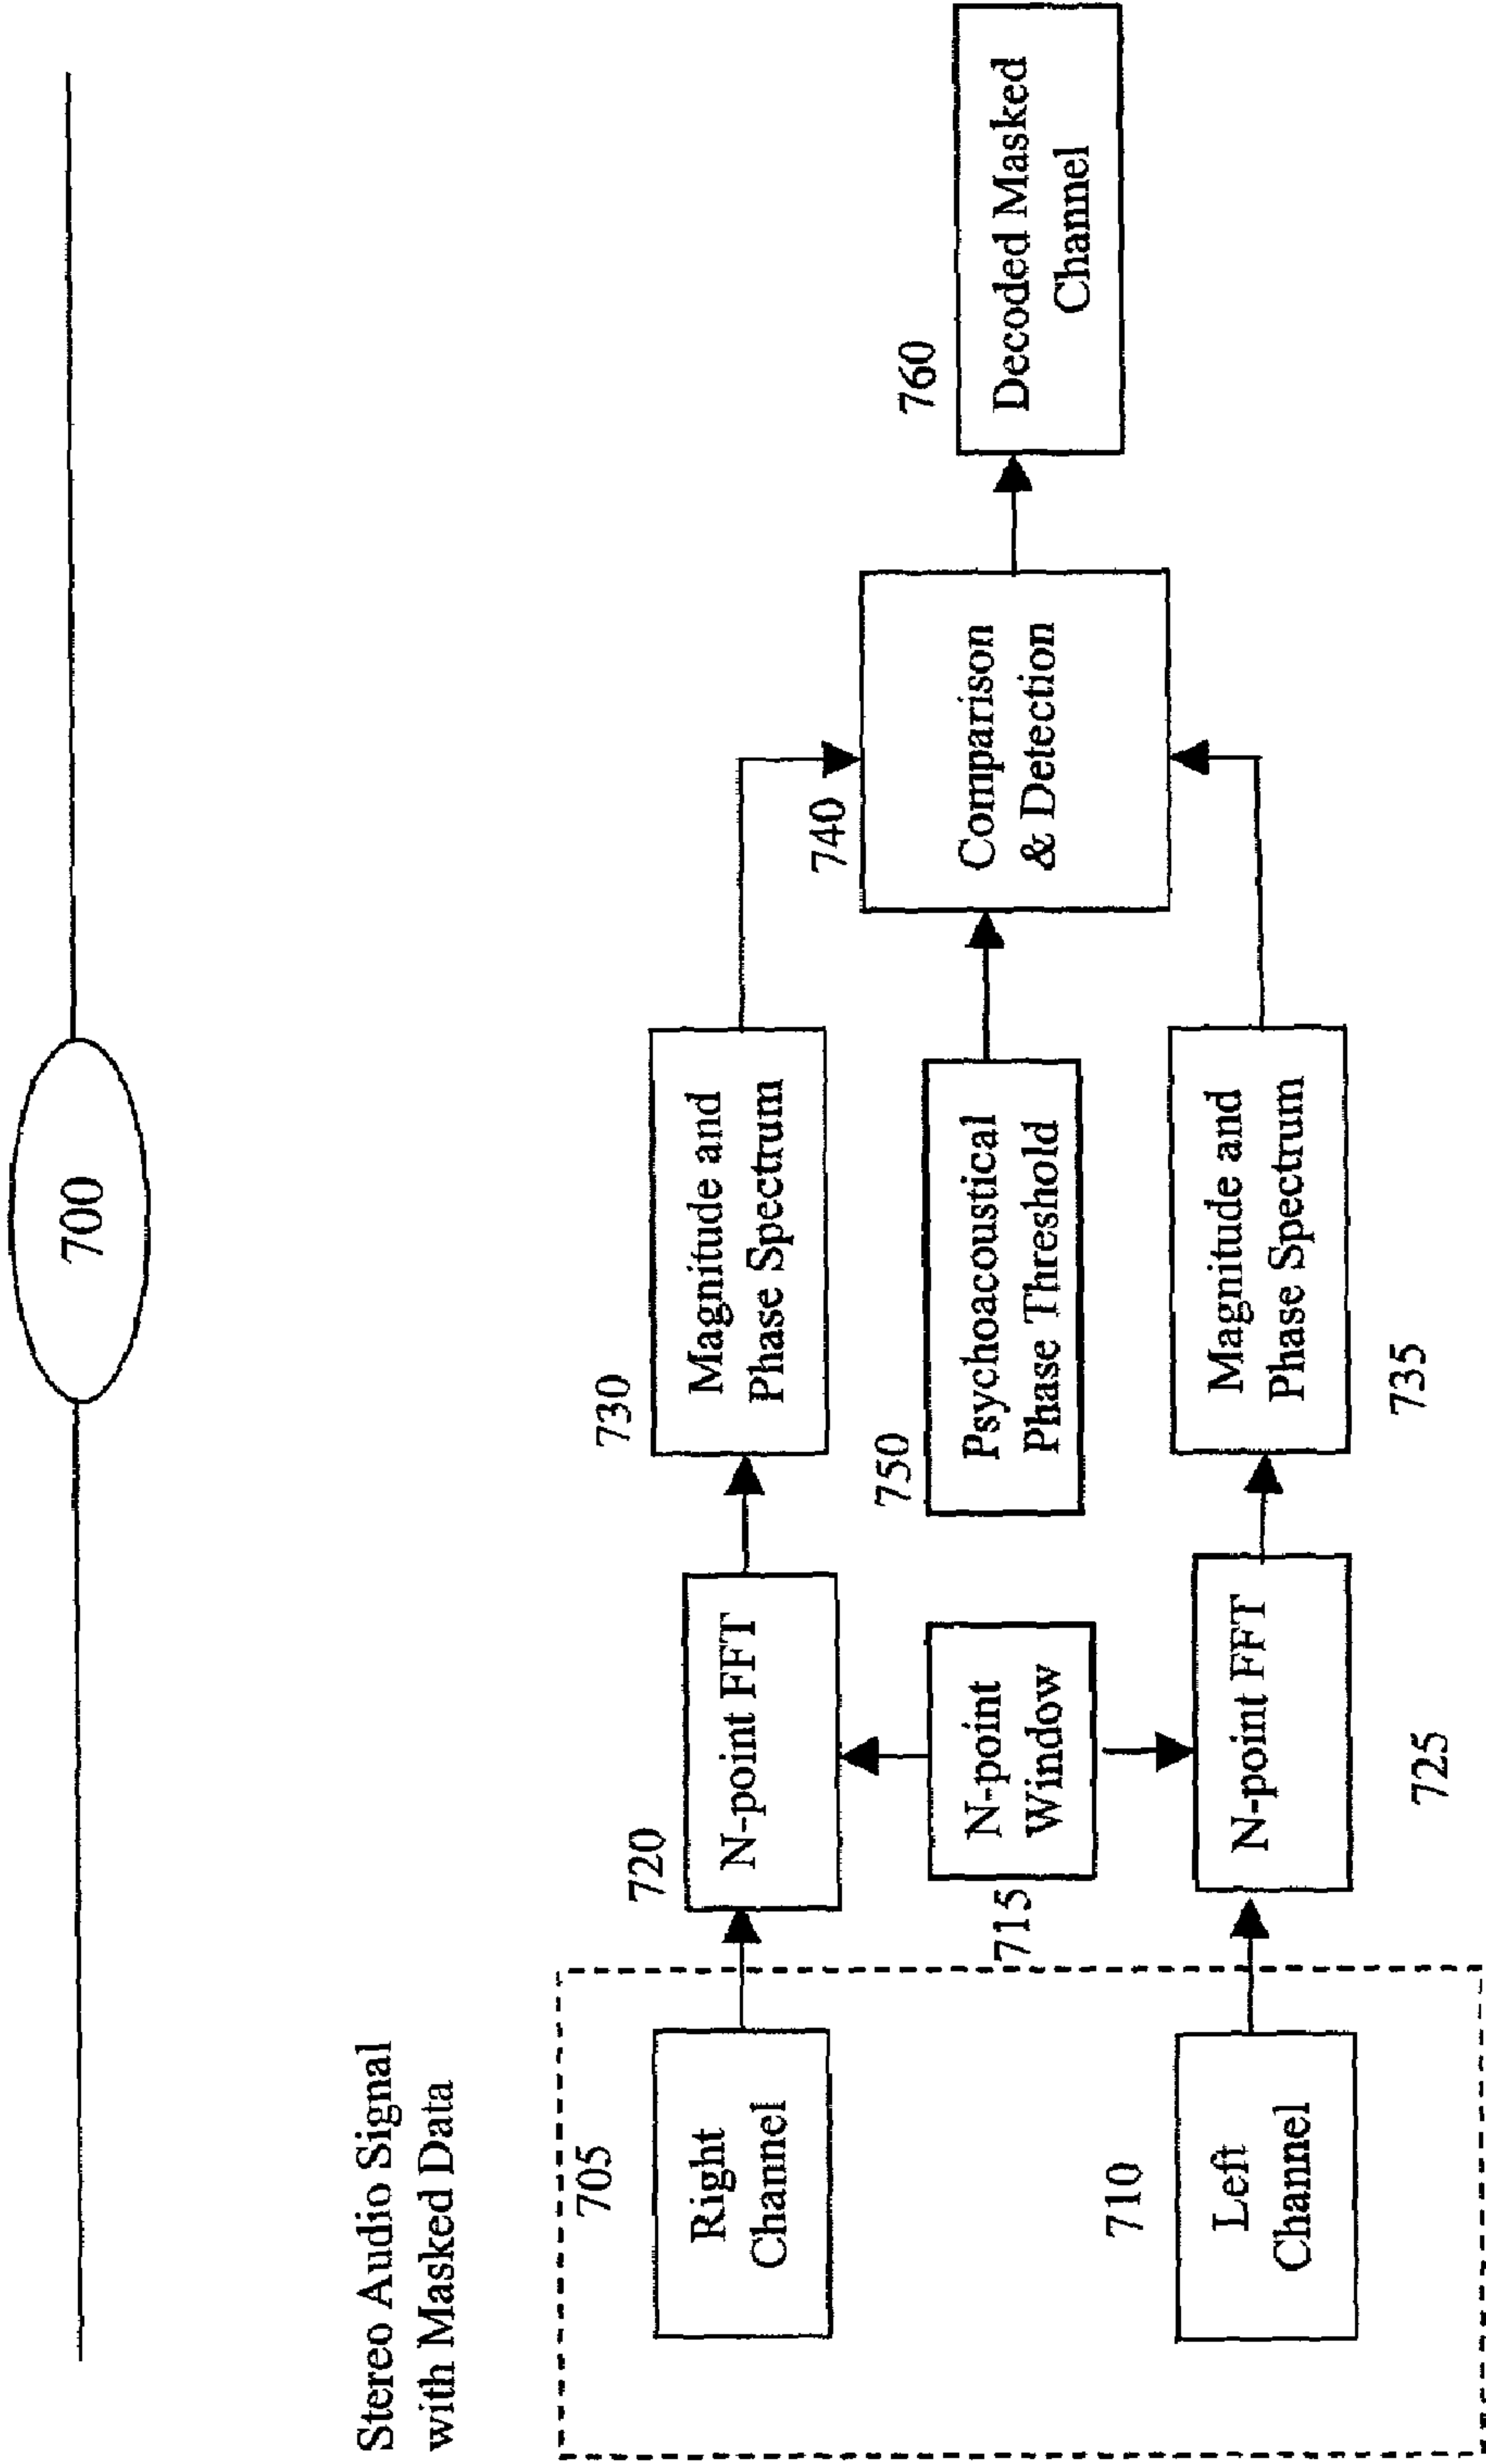 700
Stereo Audio Signal
with Masked Data
705
Right
Channel
710
Left
Channel
715
N-point
Window
720
N-point FFT
725
N-point FFT
730
Magnitude and
Phase Spectrum
750
Psychoacoustical
Phase Threshold
735
Magnitude and
Phase Spectrum
740
Comparison
& Detection
760
Decoded Masked
Channel